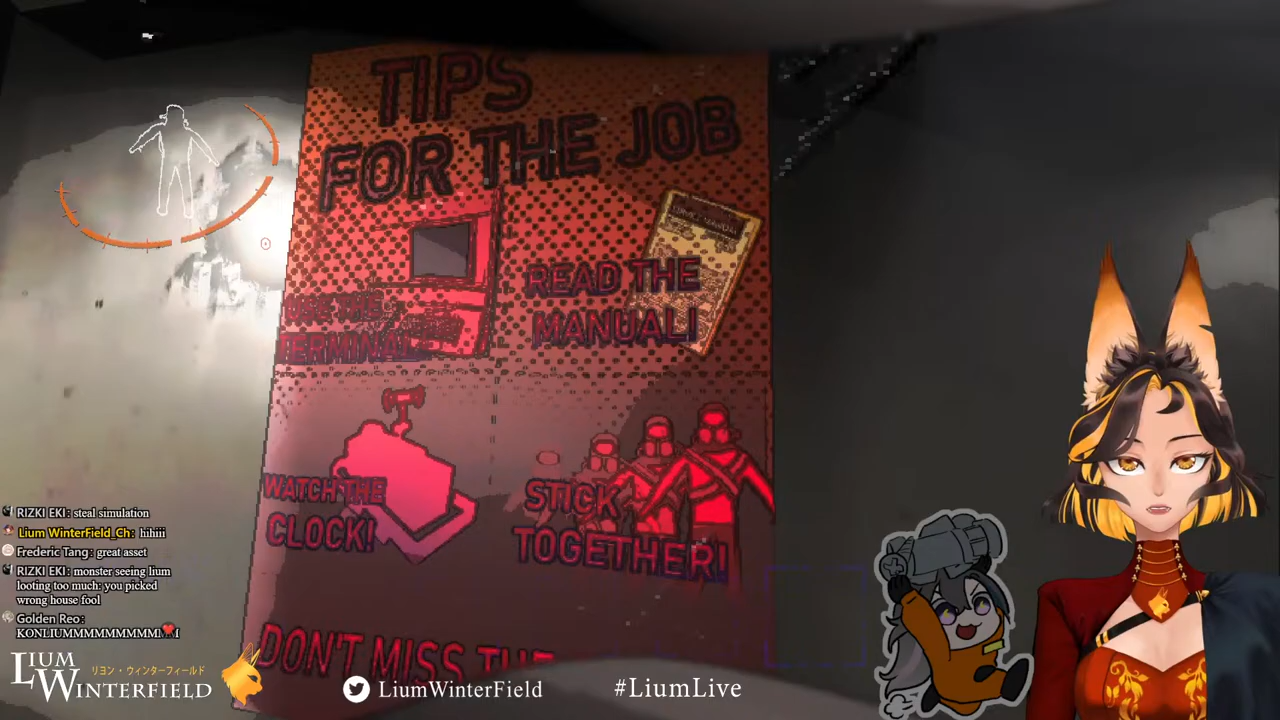 TIPS
FOR THE JOB
USE THE
TERMINAL
READ THE
MANUAL!
WATCH THE
CLOCK!
STICK
TOGETHER!
DON'T MISS THE
RIZKI EKI: steal simulation
Lium WinterField_Ch: hihiii
Frederic Tang: great asset
RIZKI EKI: monster seeing lium
looting too much: you picked
wrong house fool
Golden Reo:
LIUM
WINTERFIELD
リヨン・ウィンターフィールド
LiumWinterField
#LiumLive